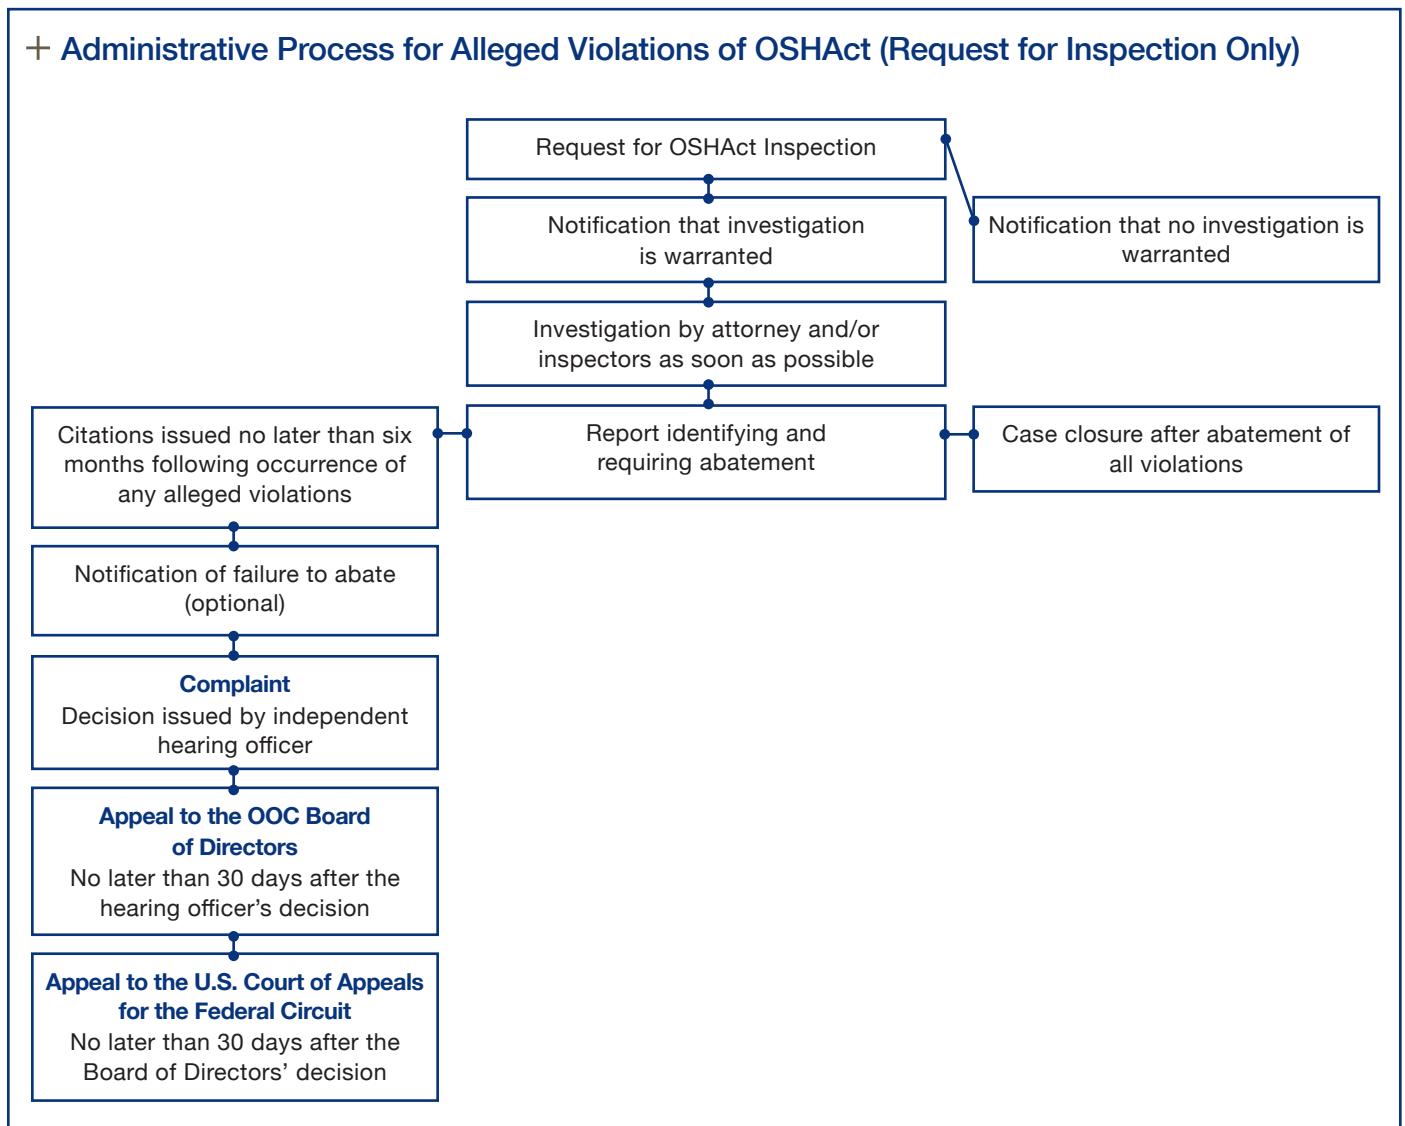 + Administrative Process for Alleged Violations of OSHAct (Request for Inspection Only)
Request for OSHAct Inspection
Notification that investigation
is warranted
Notification that no investigation is
warranted
Investigation by attorney and/or
inspectors as soon as possible
Citations issued no later than six
months following occurrence of
any alleged violations
Report identifying and
requiring abatement
Case closure after abatement of
all violations
Notification of failure to abate
(optional)
Complaint
Decision issued by independent
hearing officer
Appeal to the OOC Board
of Directors
No later than 30 days after the
hearing officer’s decision
Appeal to the U.S. Court of Appeals
for the Federal Circuit
No later than 30 days after the
Board of Directors’ decision